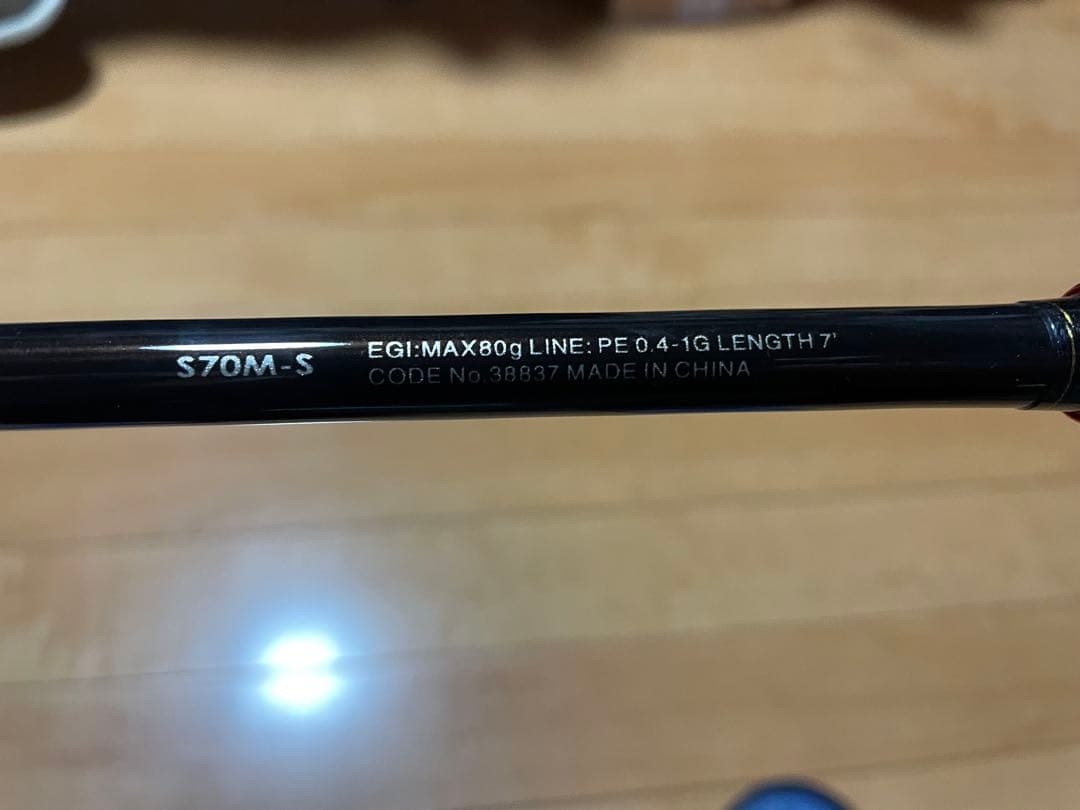 S70M-S
EGI:MAX80g LINE: PE 0.4-1G LENGTH 7'
CODE No.38837 MADE IN CHINA